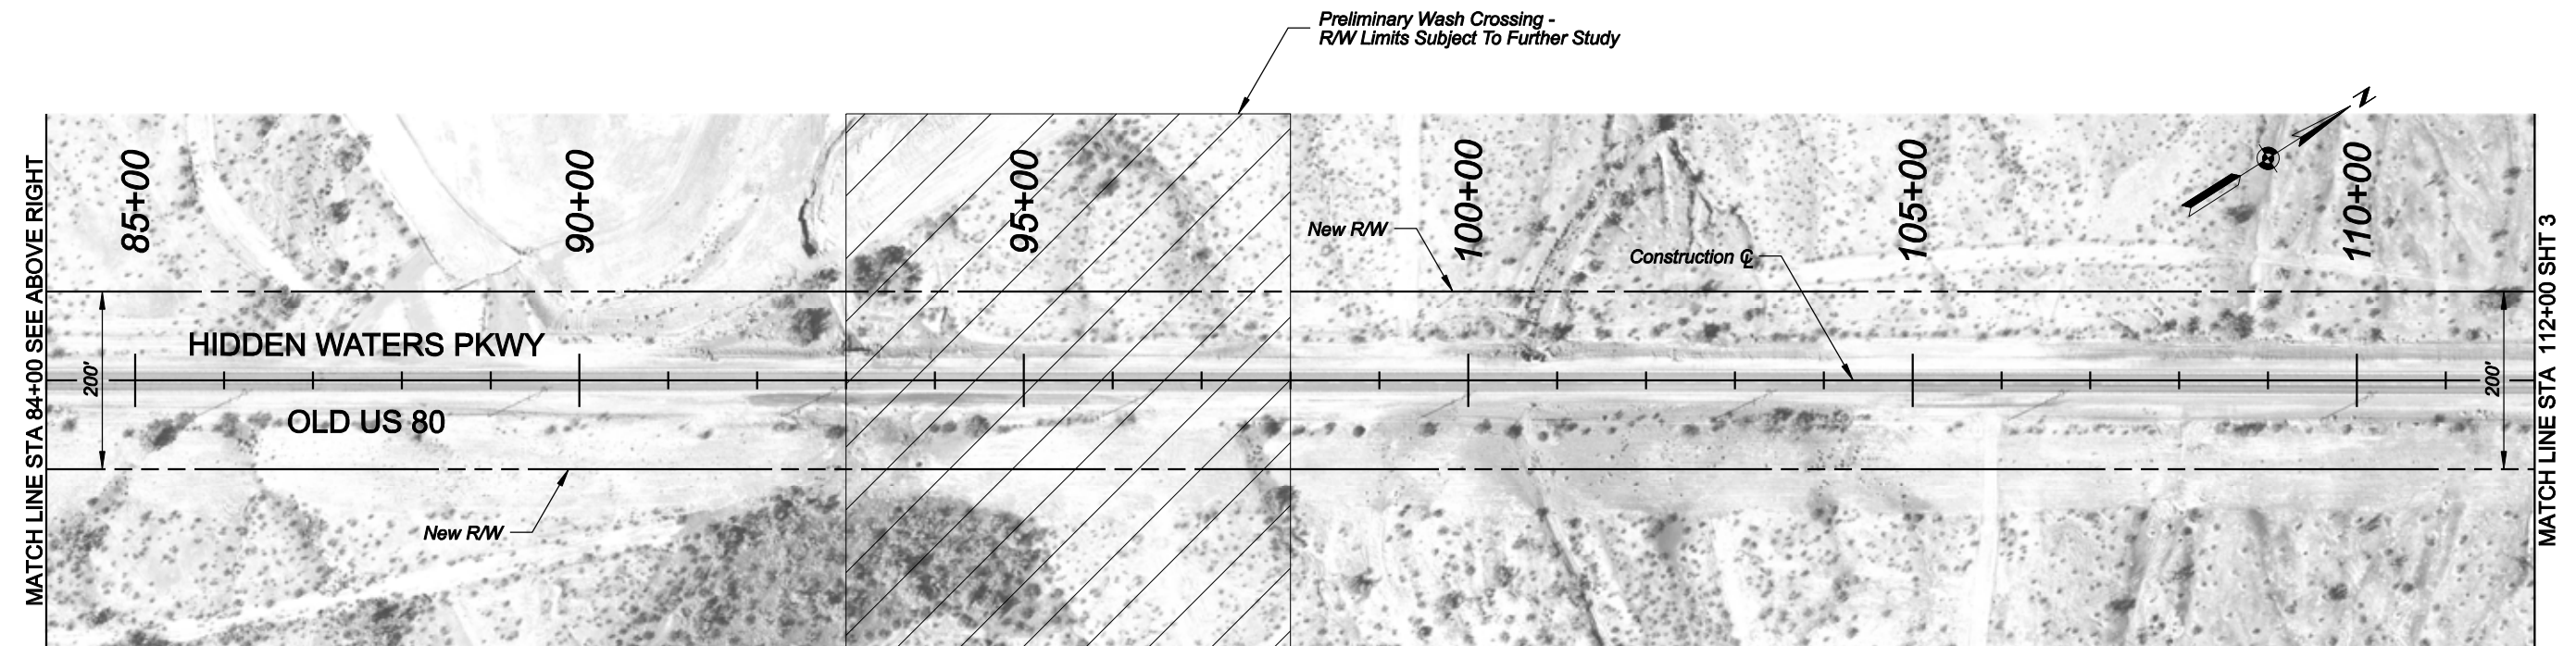 Preliminary Wash Crossing -
R/W Limits Subject To Further Study
N
MATCH LINE STA 84+00 SEE ABOVE RIGHT
85+00
90+00
95+00
100+00
105+00
110+00
New R/W
Construction ℄
HIDDEN WATERS PKWY
200'
200'
OLD US 80
New R/W
MATCH LINE STA 112+00 SHT 3